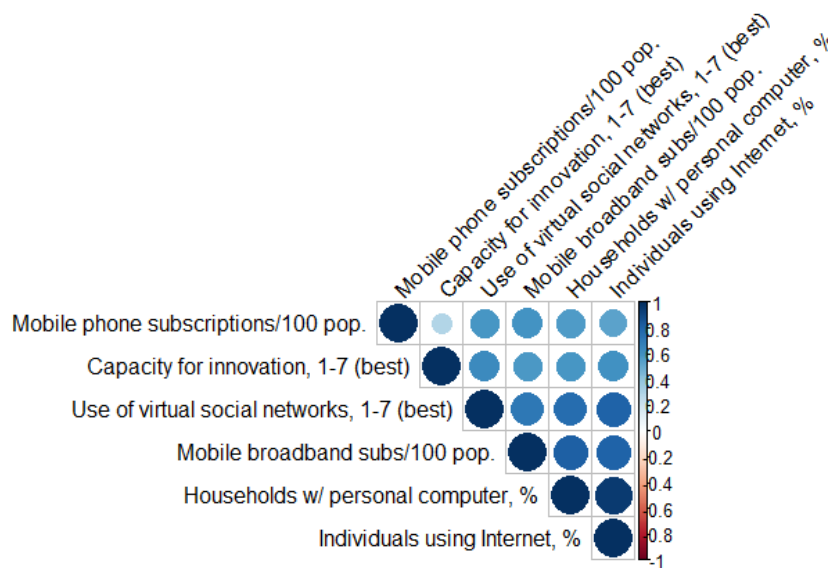 Mobile phone subscriptions/100 pop.
Capacity for innovation, 1-7 (best)
Use of virtual social networks, 1-7 (best)
Mobile broadband subs/100 pop.
Households w/ personal computer, %
Individuals using Internet, %
Mobile phone subscriptions/100 pop.
Capacity for innovation, 1-7 (best)
Use of virtual social networks, 1-7 (best)
Mobile broadband subs/100 pop.
Households w/ personal computer, %
Individuals using Internet, %
1
0.8
0.6
0.4
0.2
0
-0.2
-0.4
-0.6
-0.8
-1